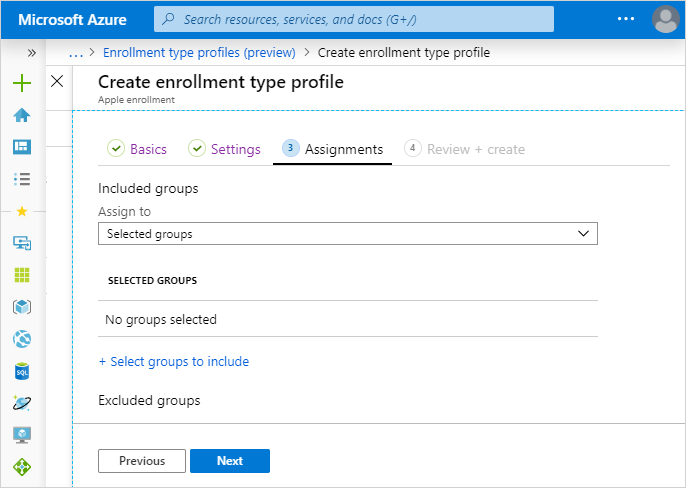 Microsoft Azure
Search resources, services, and docs (G+/)
...
»
... > Enrollment type profiles (preview) > Create enrollment type profile
Create enrollment type profile
Apple enrollment
Basics Settings 3 Assignments 4 Review + create
Included groups
Assign to
Selected groups
SELECTED GROUPS
No groups selected
+ Select groups to include
SQL
Excluded groups
Previous Next